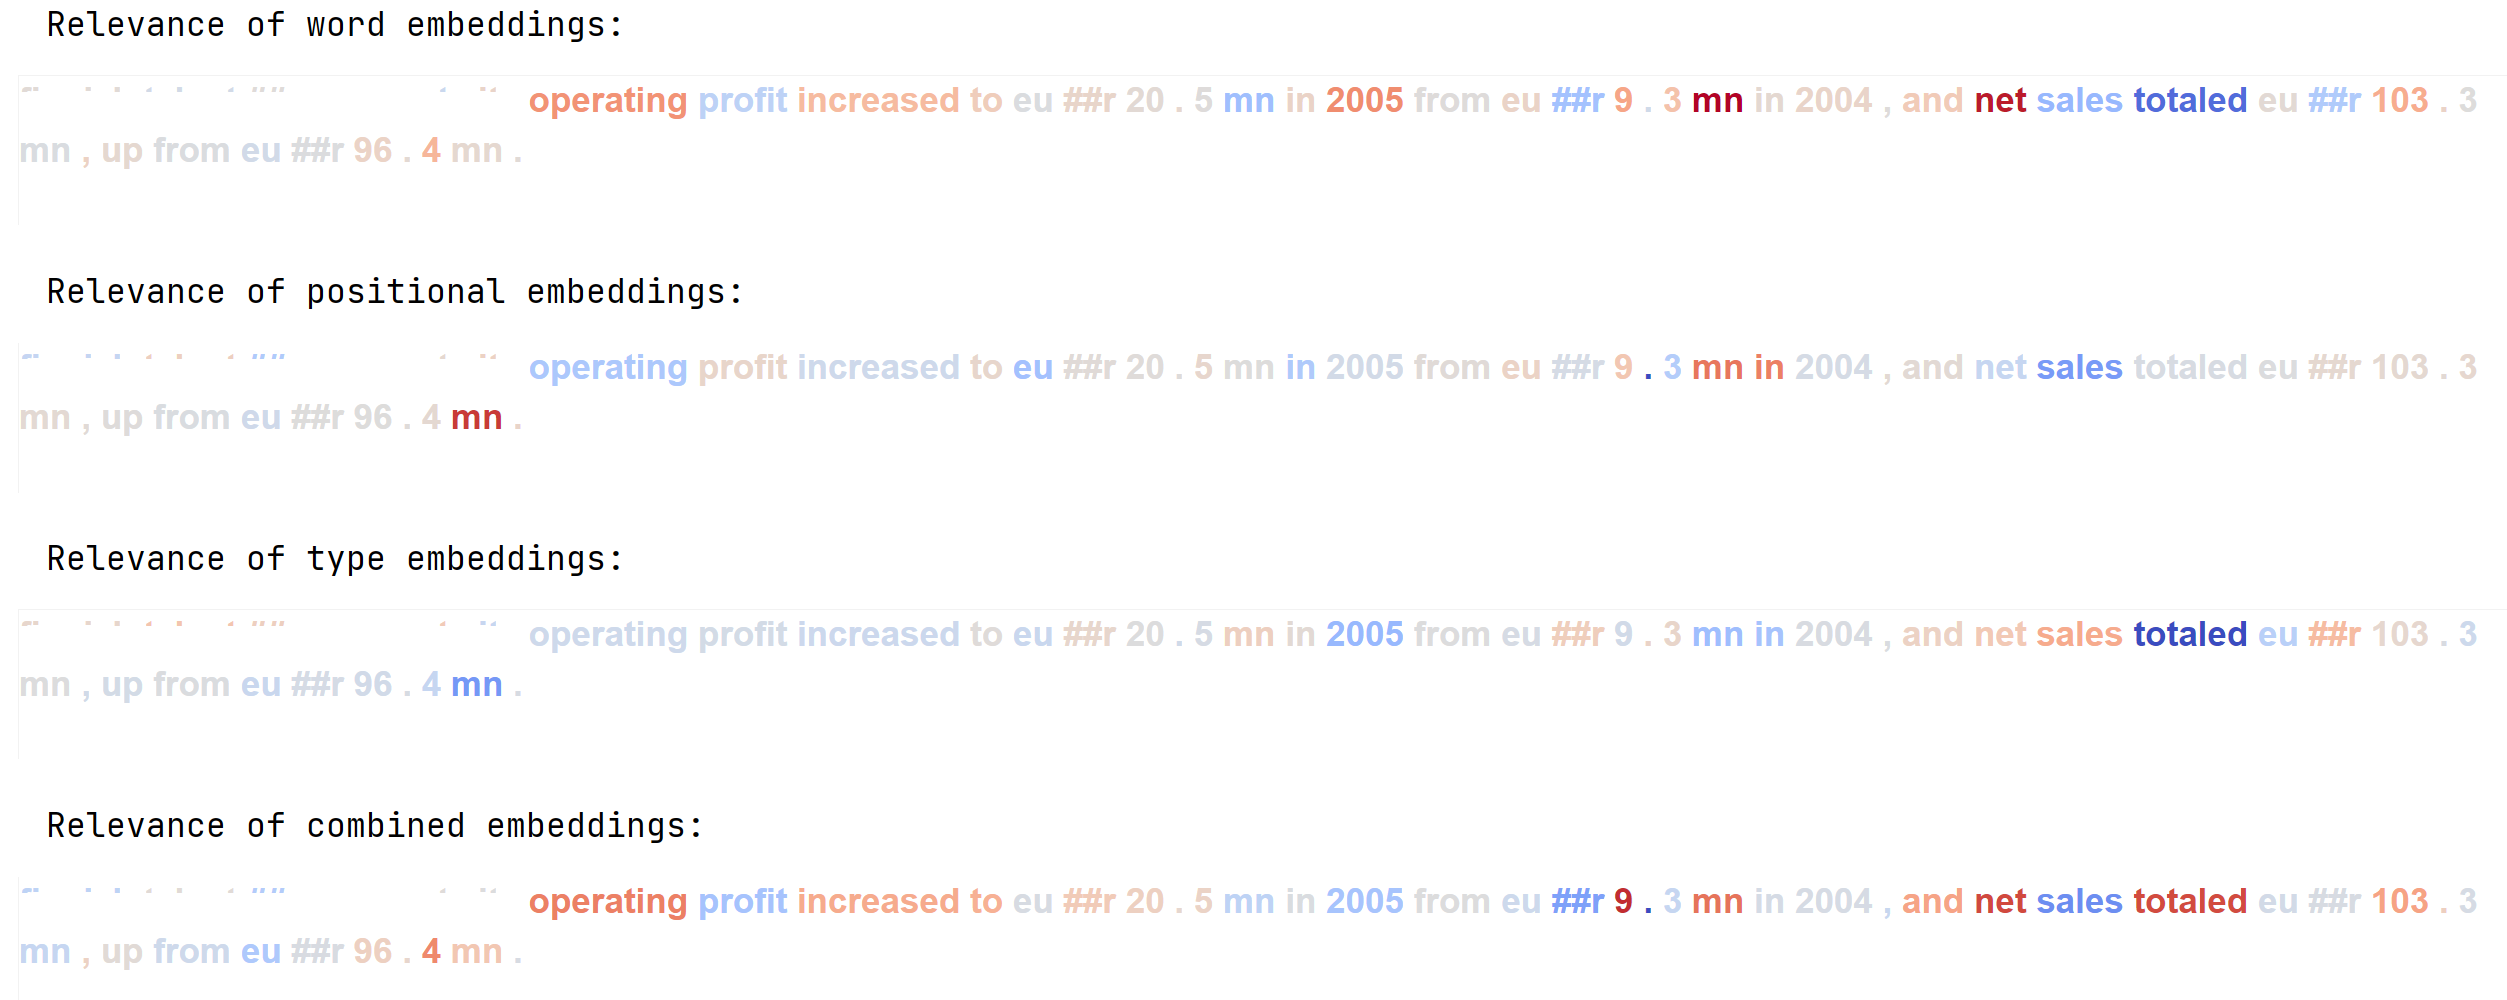 Relevance of word embeddings:
operating profit increased to eu ##r 20 . 5 mn in 2005 from eu ##r 9 . 3 mn in 2004 , and net sales totaled eu ##r 103 . 3
mn , up from eu ##r 96 . 4 mn .
Relevance of positional embeddings:
operating profit increased to eu ##r 20 . 5 mn in 2005 from eu ##r 9 . 3 mn in 2004 , and net sales totaled eu ##r 103 . 3
mn , up from eu ##r 96 . 4 mn .
Relevance of type embeddings:
operating profit increased to eu ##r 20 . 5 mn in 2005 from eu ##r 9 . 3 mn in 2004 , and net sales totaled eu ##r 103 . 3
mn , up from eu ##r 96 . 4 mn .
Relevance of combined embeddings:
operating profit increased to eu ##r 20 . 5 mn in 2005 from eu ##r 9 . 3 mn in 2004 , and net sales totaled eu ##r 103 . 3
mn , up from eu ##r 96 . 4 mn .